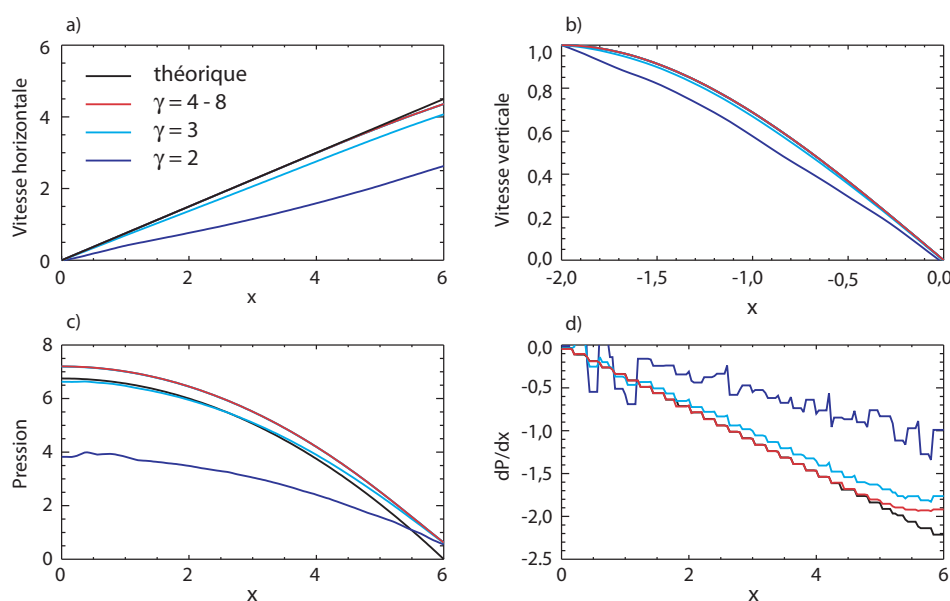 a)
Vitesse horizontale
6
4
2
0
théorique
γ = 4 - 8
γ = 3
γ = 2
0 2 4 6
x
b)
Vitesse verticale
1,0
0,8
0,6
0,4
0,2
0,0
-2,0 -1,5 -1,0 -0,5 0,0
x
c)
Pression
8
6
4
2
0
0 2 4 6
x
d)
dP/dx
0,0
-0,5
-1,0
-1,5
-2,0
-2.5
0 2 4 6
x